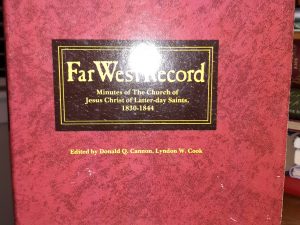 Far West Record
Minutes of The Church of
Jesus Christ of Latter-day Saints,
1830-1844
Edited by Donald Q. Cannon, Lyndon W. Cook